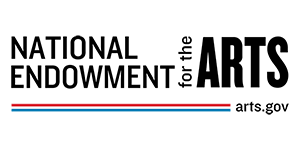 NATIONAL
ENDOWMENT
for the
ARTS
arts.gov